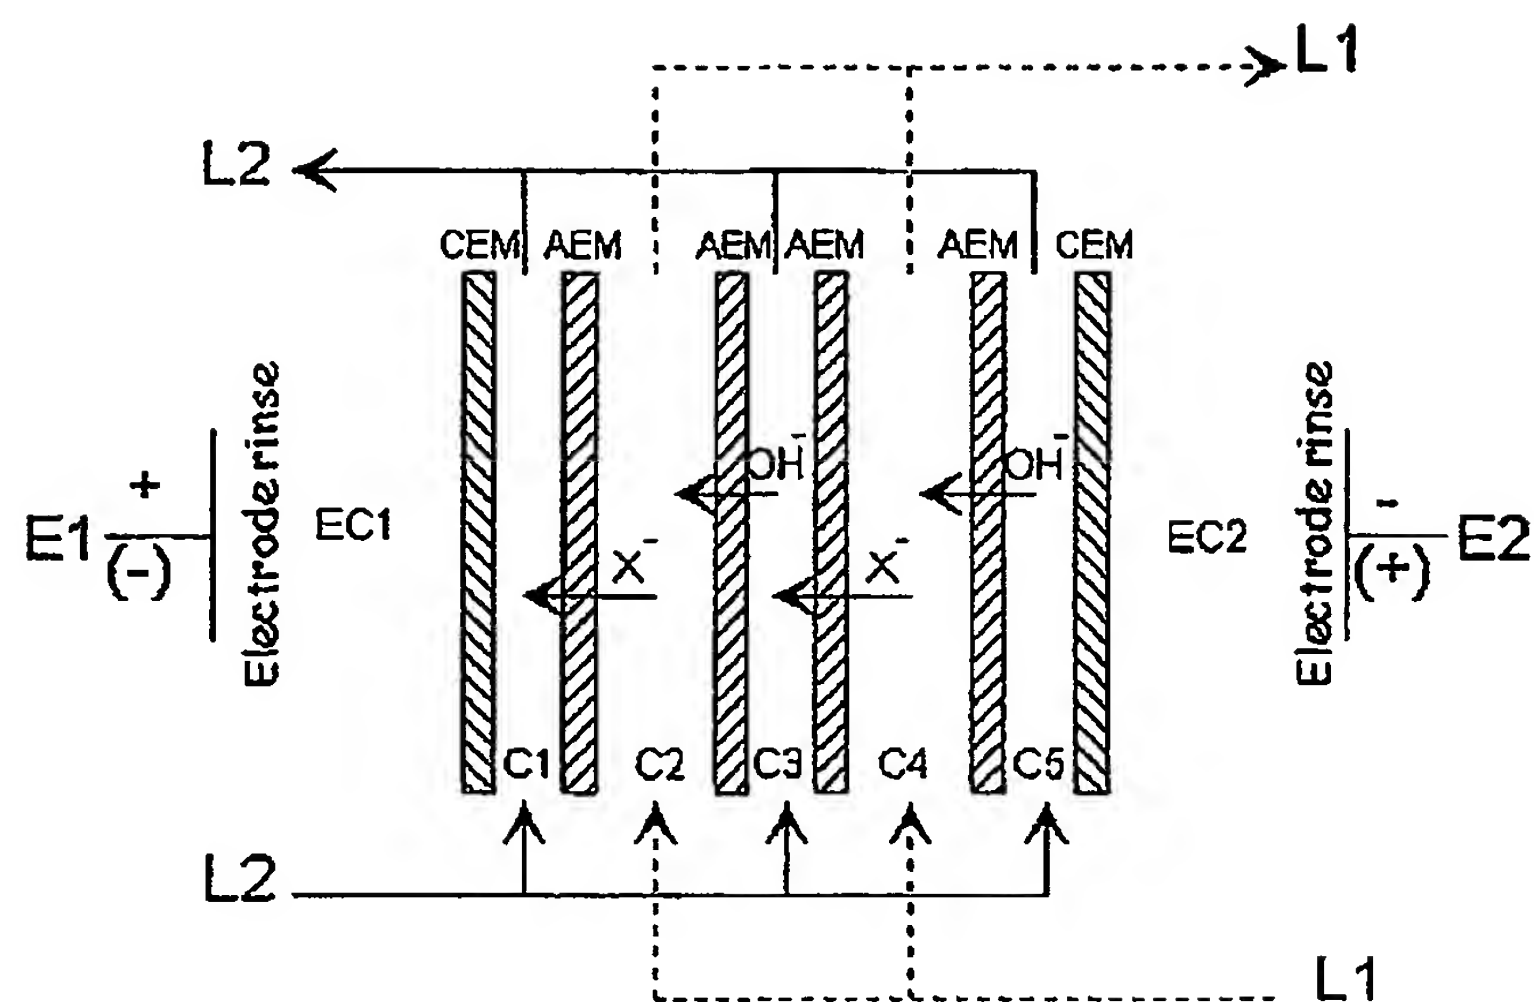 L1
L2
CEM AEM AEM AEM AEM CEM
Electrode rinse
Electrode rinse
OH⁻ OH⁻
+ -
E1 EC1 EC2 E2
(-) (+)
X⁻ X⁻
C1 C2 C3 C4 C5
L2
L1